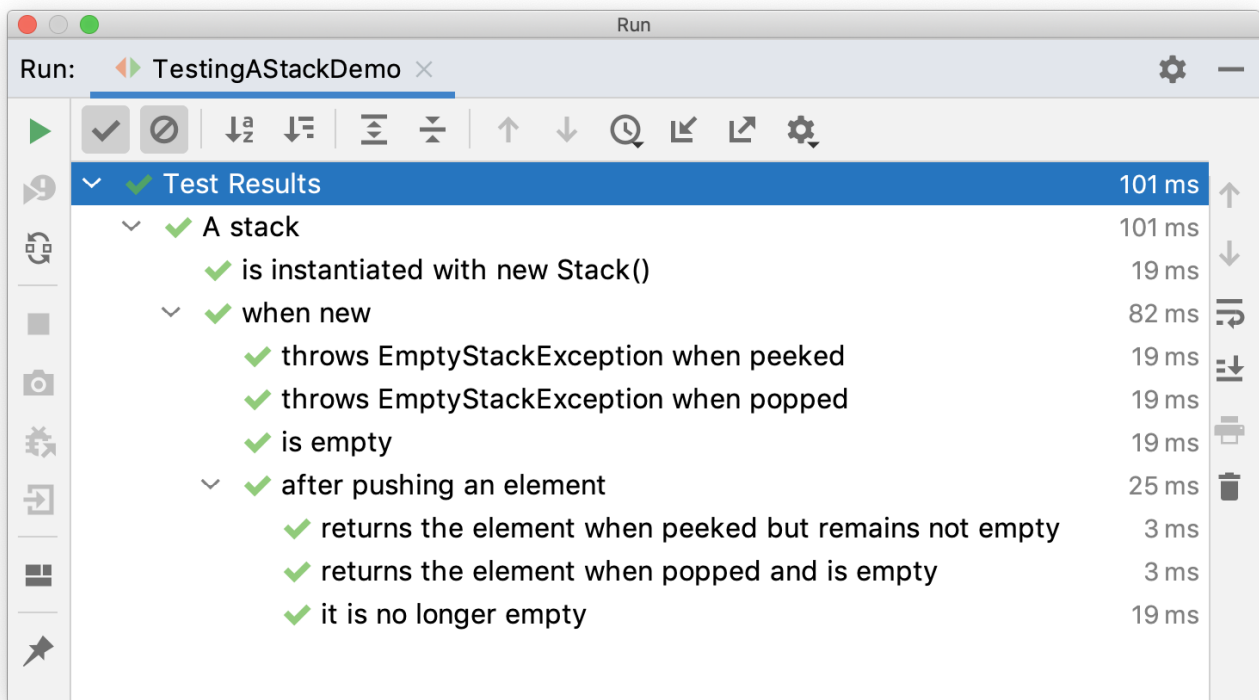 Run
Run: TestingAStackDemo
Test Results 101 ms
A stack 101 ms
is instantiated with new Stack() 19 ms
when new 82 ms
throws EmptyStackException when peeked 19 ms
throws EmptyStackException when popped 19 ms
is empty 19 ms
after pushing an element 25 ms
returns the element when peeked but remains not empty 3 ms
returns the element when popped and is empty 3 ms
it is no longer empty 19 ms